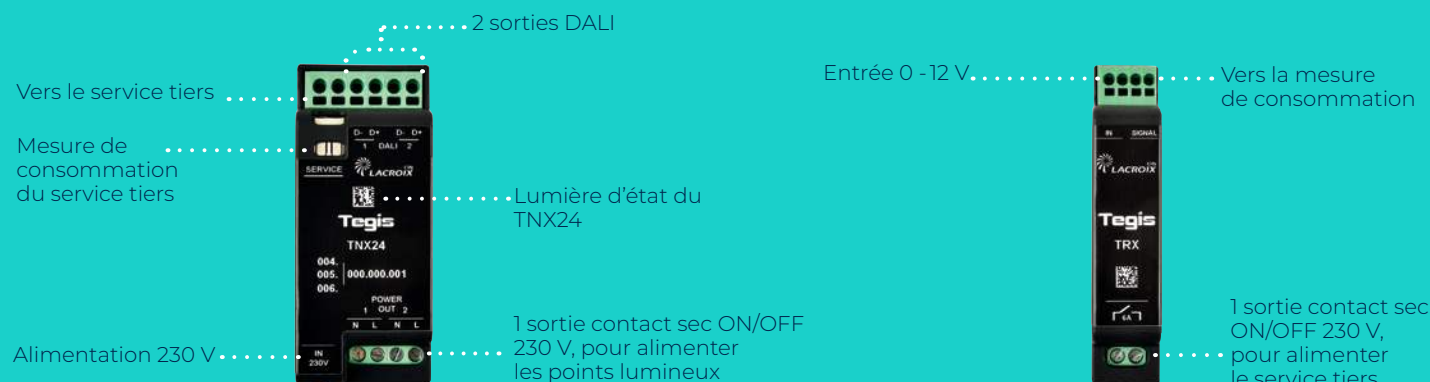 2 sorties DALI
Vers le service tiers
Mesure de
consommation
du service tiers
D- D+ D- D+
1 DALI 2
SERVICE
LACROIX
Tegis
TNX24
004.
005. 000.000.001
006.
POWER
1 OUT 2
N L N L
IN
230V
Lumière d'état du
TNX24
Alimentation 230 V
1 sortie contact sec ON/OFF
230 V, pour alimenter
les points lumineux
Entrée 0 -12 V
Vers la mesure
de consommation
IN SIGNAL
LACROIX
Tegis
TRX
6A
1 sortie contact sec
ON/OFF 230 V,
pour alimenter
le service tiers